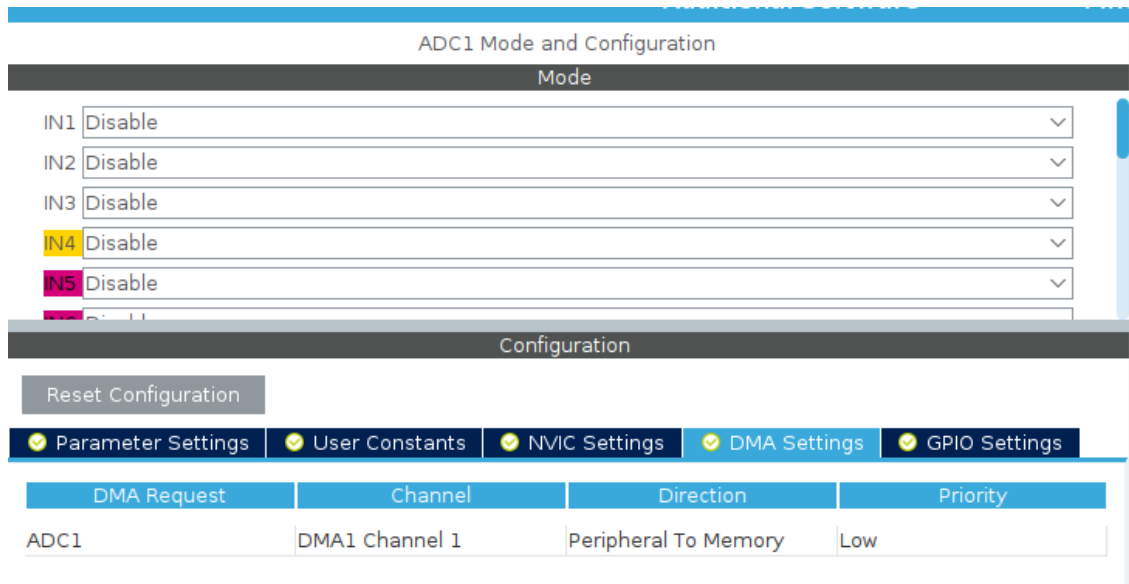 ADC1 Mode and Configuration
Mode
IN1 Disable
IN2 Disable
IN3 Disable
IN4 Disable
IN5 Disable
Configuration
Reset Configuration
Parameter Settings User Constants NVIC Settings DMA Settings GPIO Settings
DMA Request Channel Direction Priority
ADC1 DMA1 Channel 1 Peripheral To Memory Low